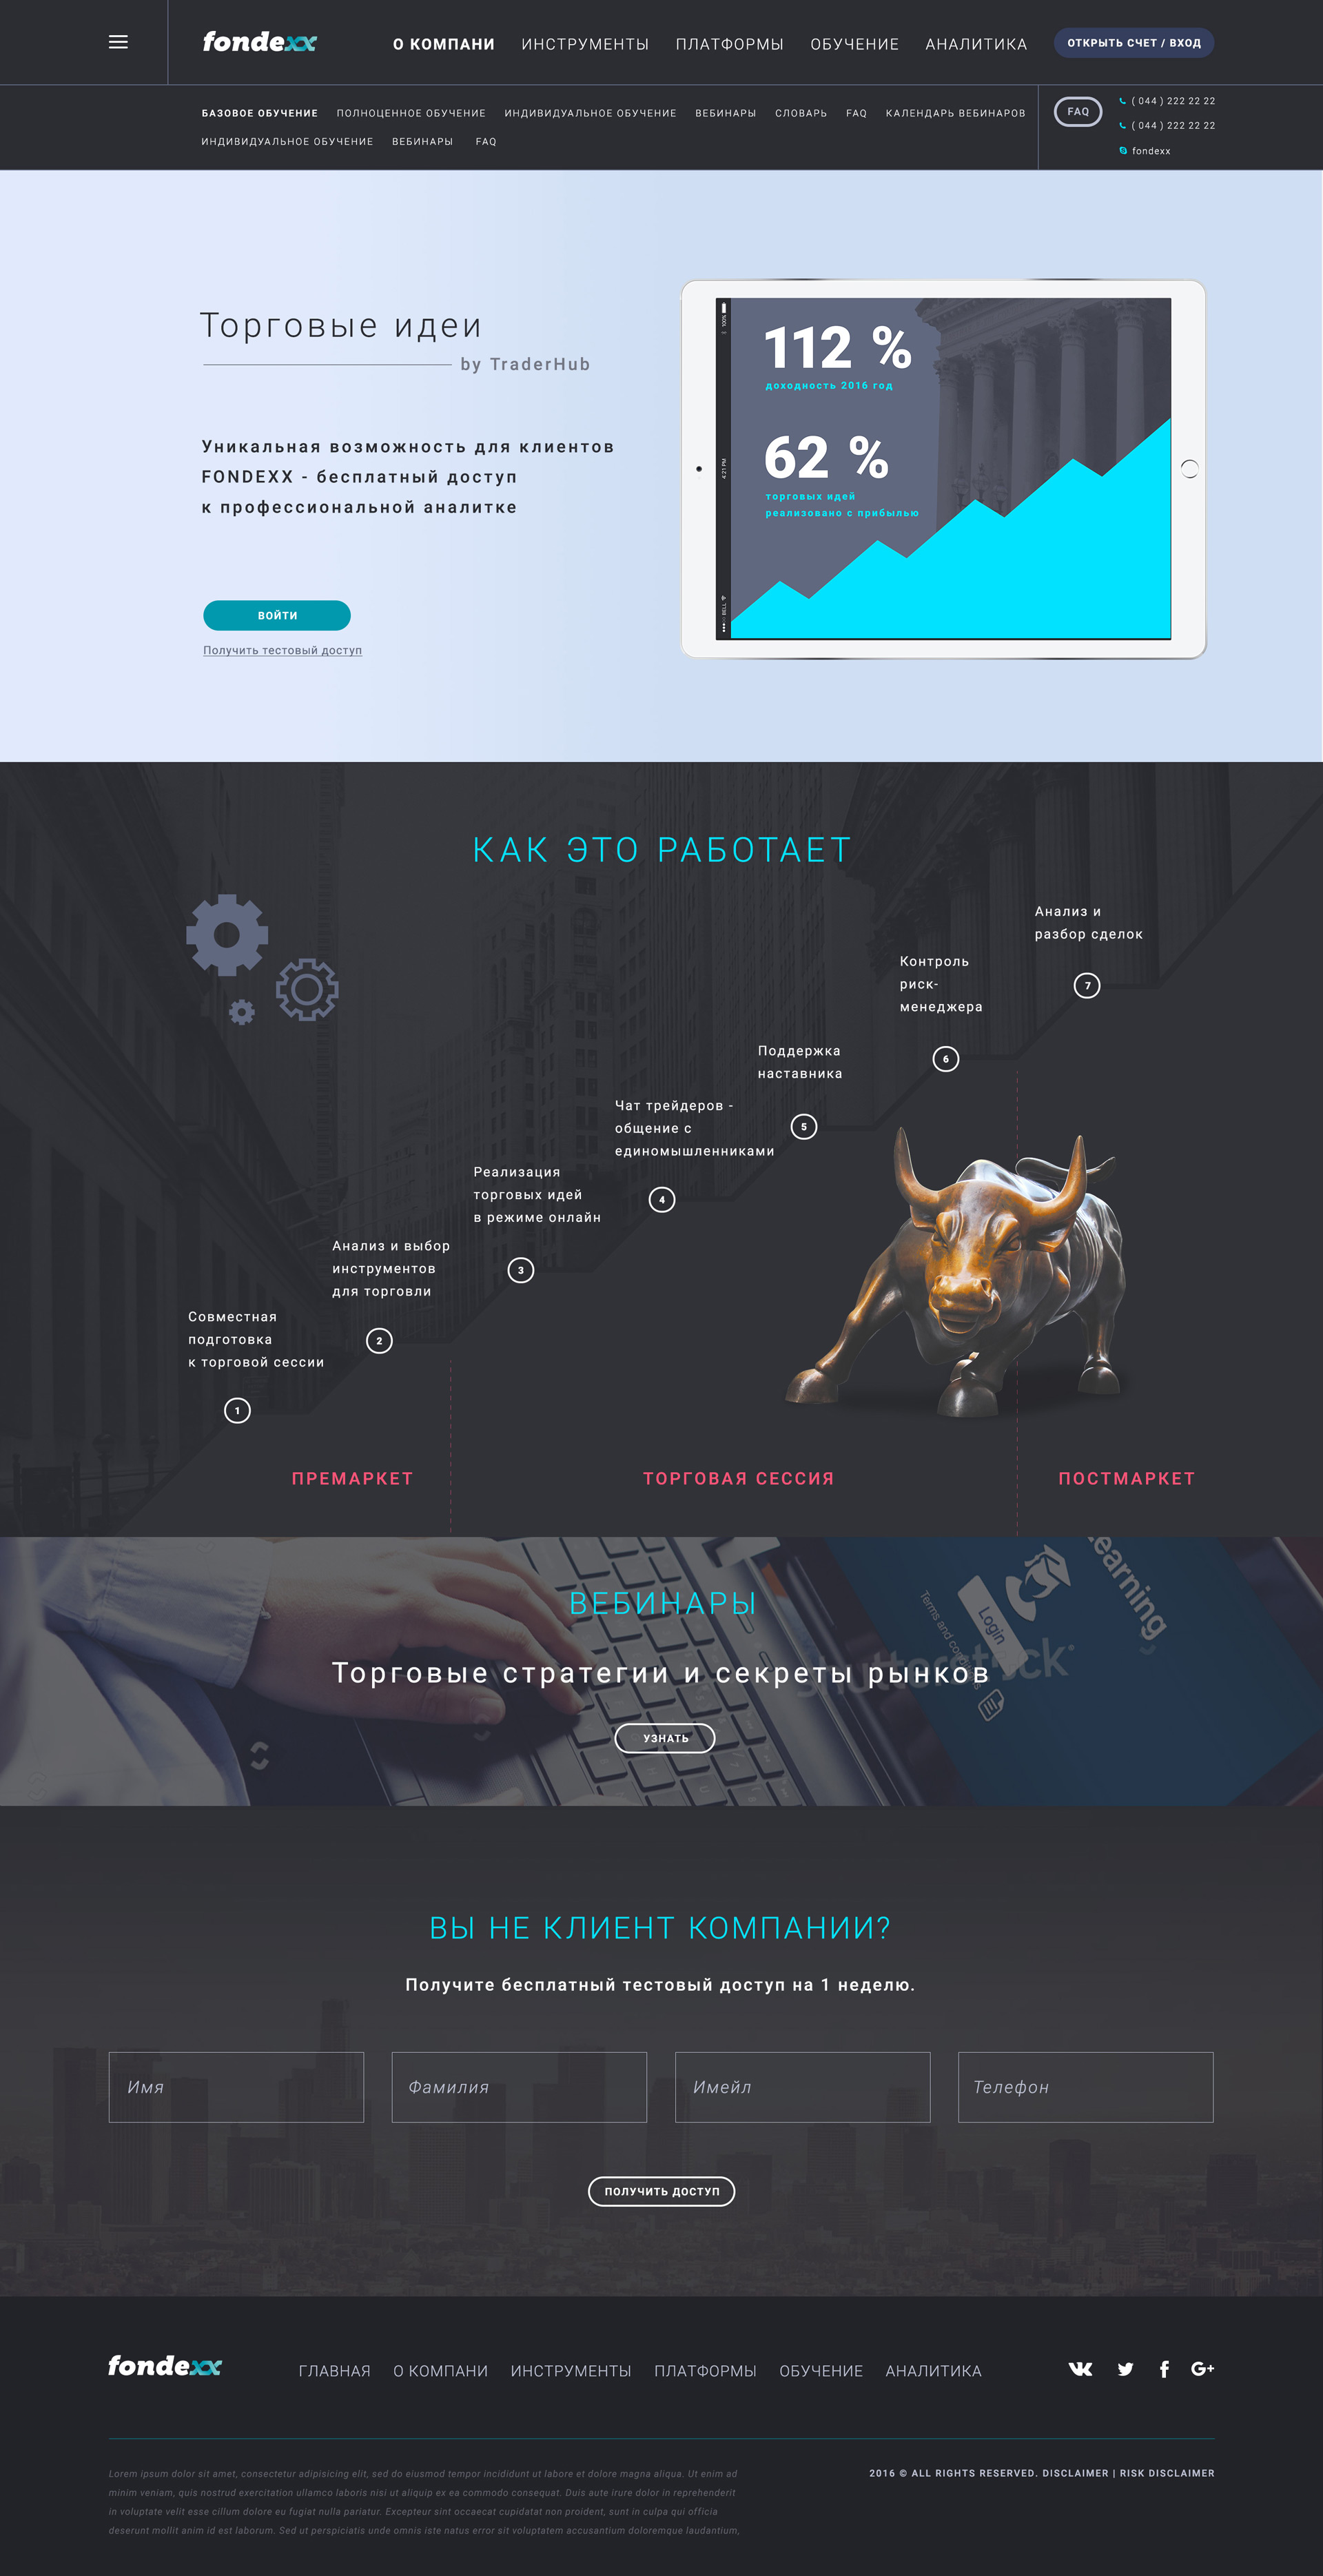 fondexx
О КОМПАНИ ИНСТРУМЕНТЫ ПЛАТФОРМЫ ОБУЧЕНИЕ АНАЛИТИКА
ОТКРЫТЬ СЧЕТ / ВХОД
БАЗОВОЕ ОБУЧЕНИЕ ПОЛНОЦЕННОЕ ОБУЧЕНИЕ ИНДИВИДУАЛЬНОЕ ОБУЧЕНИЕ ВЕБИНАРЫ СЛОВАРЬ FAQ КАЛЕНДАРЬ ВЕБИНАРОВ
ИНДИВИДУАЛЬНОЕ ОБУЧЕНИЕ ВЕБИНАРЫ FAQ
FAQ
( 044 ) 222 22 22
( 044 ) 222 22 22
fondexx
Торговые идеи
by TraderHub
Уникальная возможность для клиентов
FONDEXX - бесплатный доступ
к профессиональной аналитке
ВОЙТИ
Получить тестовый доступ
100%
4:21 PM
BELL
112 %
доходность 2016 год
62 %
торговых идей
реализовано с прибылью
КАК ЭТО РАБОТАЕТ
Анализ и
разбор сделок
7
Контроль
риск-
менеджера
6
Поддержка
наставника
5
Чат трейдеров -
общение с
единомышленниками
4
Реализация
торговых идей
в режиме онлайн
3
Анализ и выбор
инструментов
для торговли
2
Совместная
подготовка
к торговой сессии
1
ПРЕМАРКЕТ
ТОРГОВАЯ СЕССИЯ
ПОСТМАРКЕТ
ВЕБИНАРЫ
earning
Login
Terms and
Торговые стратегии и секреты рынков
УЗНАТЬ
ВЫ НЕ КЛИЕНТ КОМПАНИИ?
Получите бесплатный тестовый доступ на 1 неделю.
Имя
Фамилия
Имейл
Телефон
ПОЛУЧИТЬ ДОСТУП
fondexx
ГЛАВНАЯ О КОМПАНИ ИНСТРУМЕНТЫ ПЛАТФОРМЫ ОБУЧЕНИЕ АНАЛИТИКА
G+
Lorem ipsum dolor sit amet, consectetur adipisicing elit, sed do eiusmod tempor incididunt ut labore et dolore magna aliqua. Ut enim ad
minim veniam, quis nostrud exercitation ullamco laboris nisi ut aliquip ex ea commodo consequat. Duis aute irure dolor in reprehenderit
in voluptate velit esse cillum dolore eu fugiat nulla pariatur. Excepteur sint occaecat cupidatat non proident, sunt in culpa qui officia
deserunt mollit anim id est laborum. Sed ut perspiciatis unde omnis iste natus error sit voluptatem accusantium doloremque laudantium,
2016 © ALL RIGHTS RESERVED. DISCLAIMER | RISK DISCLAIMER